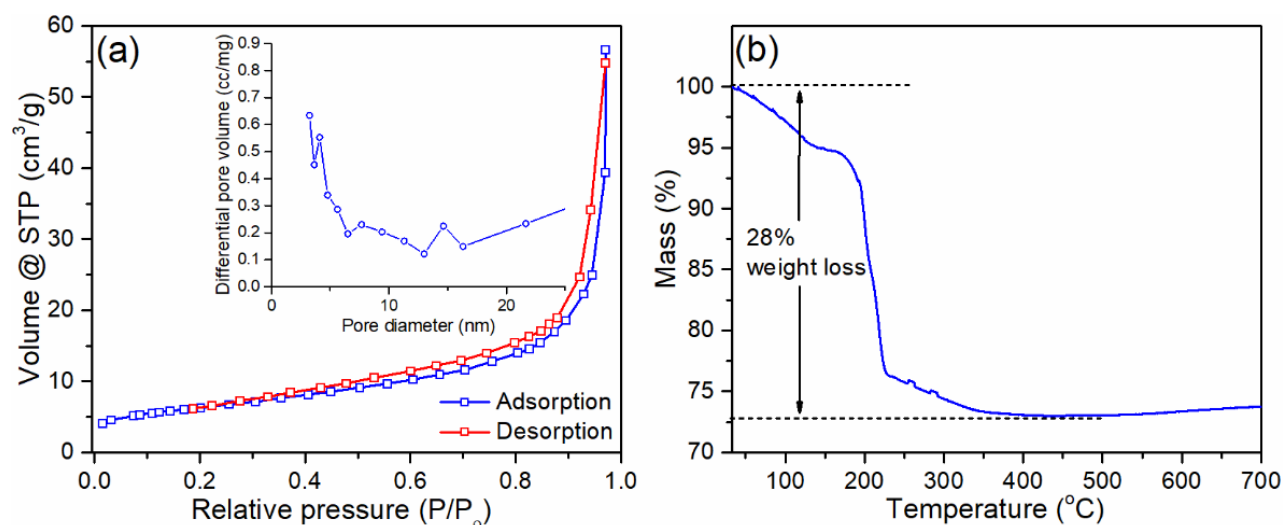 (a)
Volume @ STP (cm³/g)
60
50
40
30
20
10
0
0.0 0.2 0.4 0.6 0.8 1.0
Relative pressure (P/Pₒ)
Adsorption
Desorption
Differential pore volume (cc/mg)
0.9
0.8
0.7
0.6
0.5
0.4
0.3
0.2
0.1
0.0
0 10 20
Pore diameter (nm)
(b)
Mass (%)
100
95
90
85
80
75
70
28%
weight loss
100 200 300 400 500 600 700
Temperature (°C)